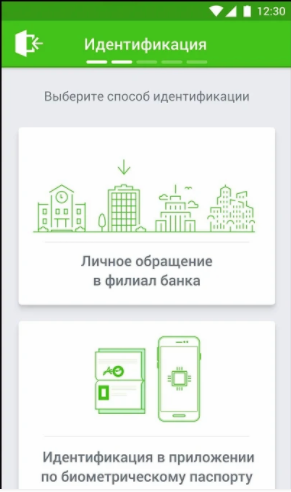 12:30
Идентификация
Выберите способ идентификации
Личное обращение
в филиал банка
Идентификация в приложении
по биометрическому паспорту